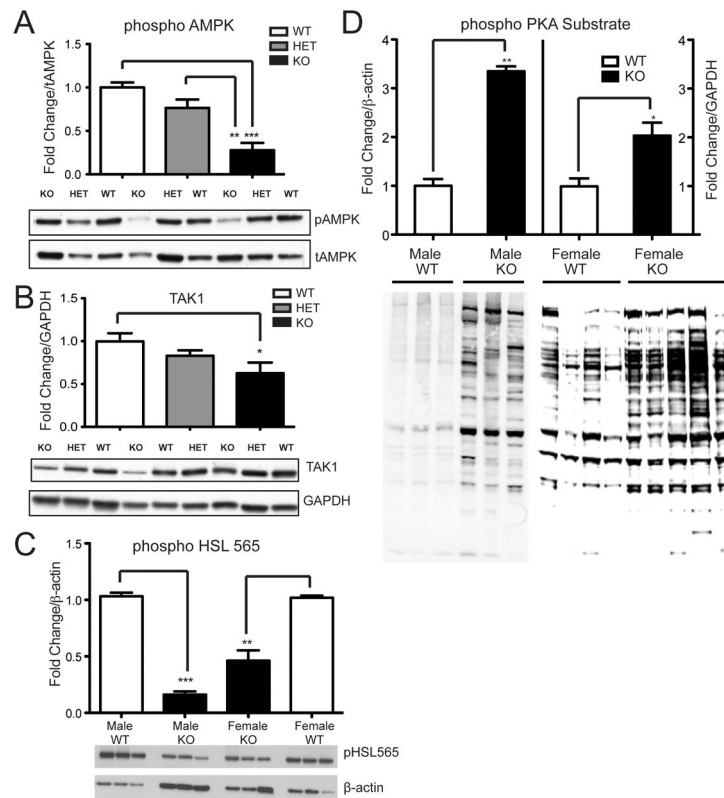 A
phospho AMPK
WT
HET
KO
Fold Change/tAMPK
1.5
1.0
0.5
0.0
** ***
KO HET WT KO HET WT KO HET WT
pAMPK
tAMPK
B
TAK1
WT
HET
KO
Fold Change/GAPDH
1.5
1.0
0.5
0.0
*
KO HET WT KO WT HET KO HET WT
TAK1
GAPDH
C
phospho HSL 565
Fold Change/β-actin
1.0
0.5
0.0
***
**
Male Male Female Female
WT KO KO WT
pHSL565
β-actin
D
phospho PKA Substrate
WT
KO
Fold Change/β-actin
4
3
2
1
0
**
*
Fold Change/GAPDH
4
3
2
1
Male Male Female Female
WT KO WT KO